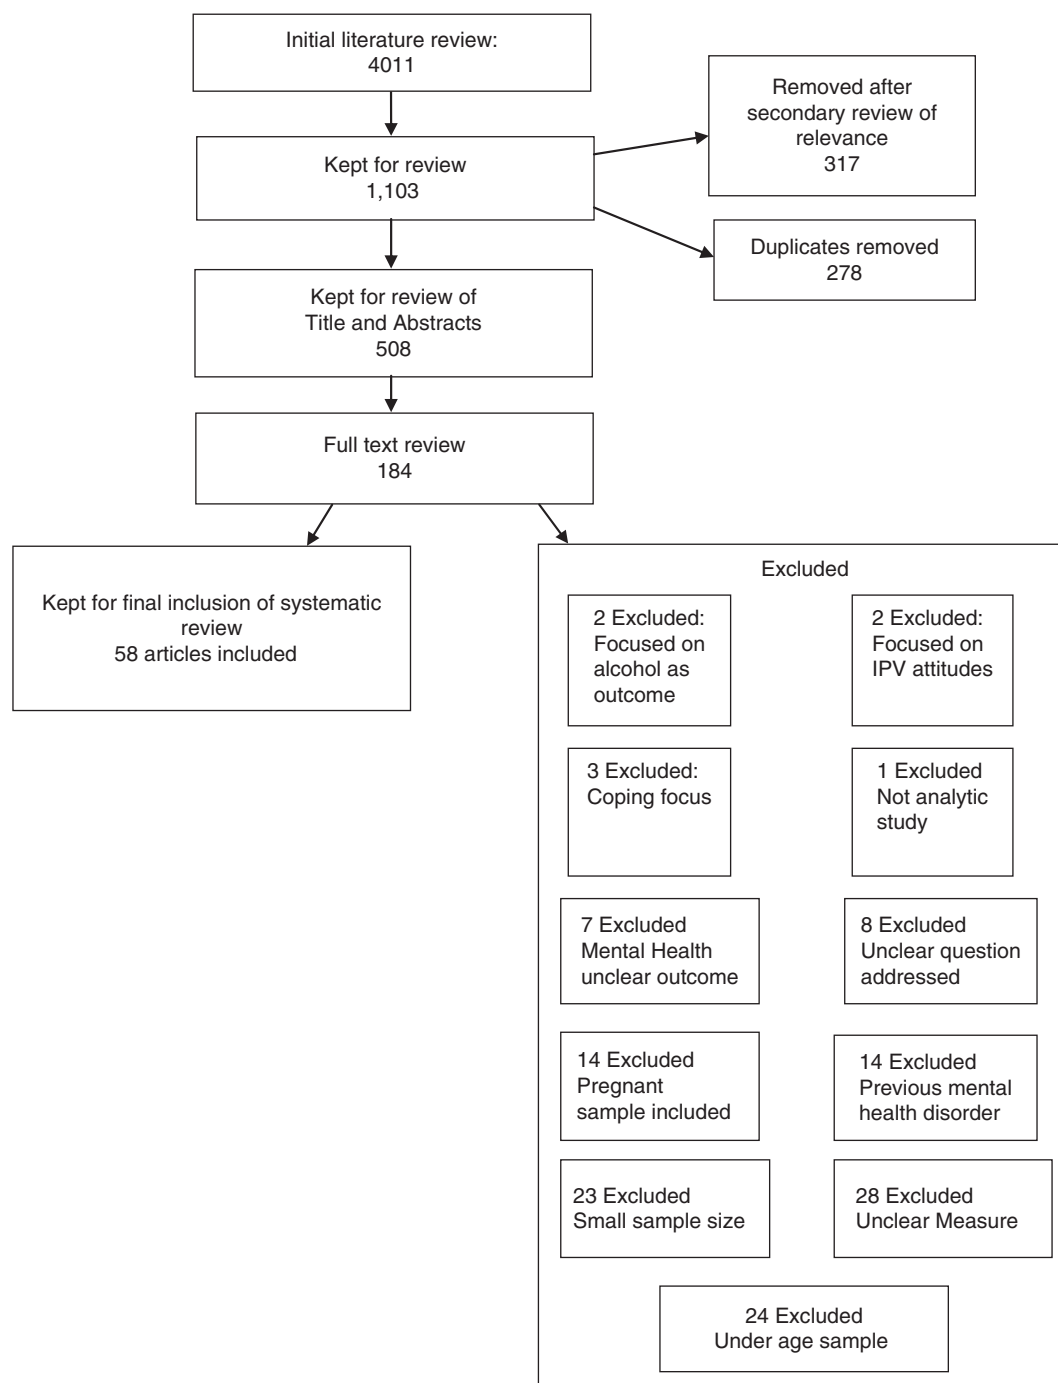 Initial literature review:
4011
Removed after
secondary review of
relevance
317
Kept for review
1,103
Duplicates removed
278
Kept for review of
Title and Abstracts
508
Full text review
184
Kept for final inclusion of systematic
review
58 articles included
Excluded
2 Excluded:
Focused on
alcohol as
outcome
2 Excluded:
Focused on
IPV attitudes
3 Excluded:
Coping focus
1 Excluded
Not analytic
study
7 Excluded
Mental Health
unclear outcome
8 Excluded
Unclear question
addressed
14 Excluded
Pregnant
sample included
14 Excluded
Previous mental
health disorder
23 Excluded
Small sample size
28 Excluded
Unclear Measure
24 Excluded
Under age sample